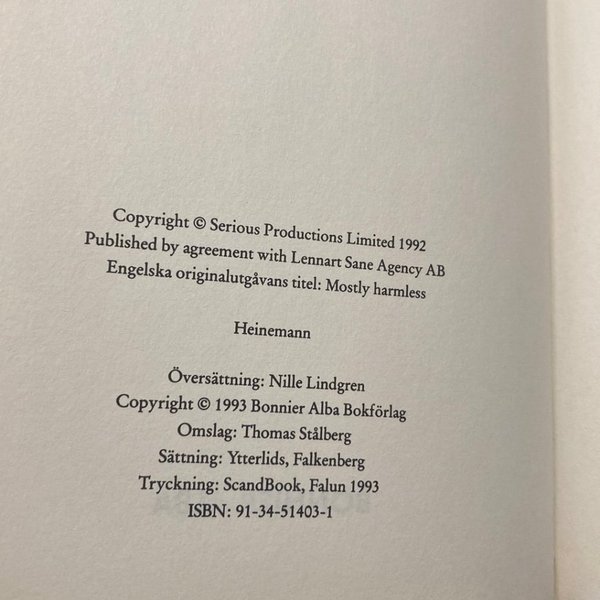 Copyright © Serious Productions Limited 1992
Published by agreement with Lennart Sane Agency AB
Engelska originalutgåvans titel: Mostly harmless
Heinemann
Översättning: Nille Lindgren
Copyright © 1993 Bonnier Alba Bokförlag
Omslag: Thomas Stålberg
Sättning: Ytterlids, Falkenberg
Tryckning: ScandBook, Falun 1993
ISBN: 91-34-51403-1